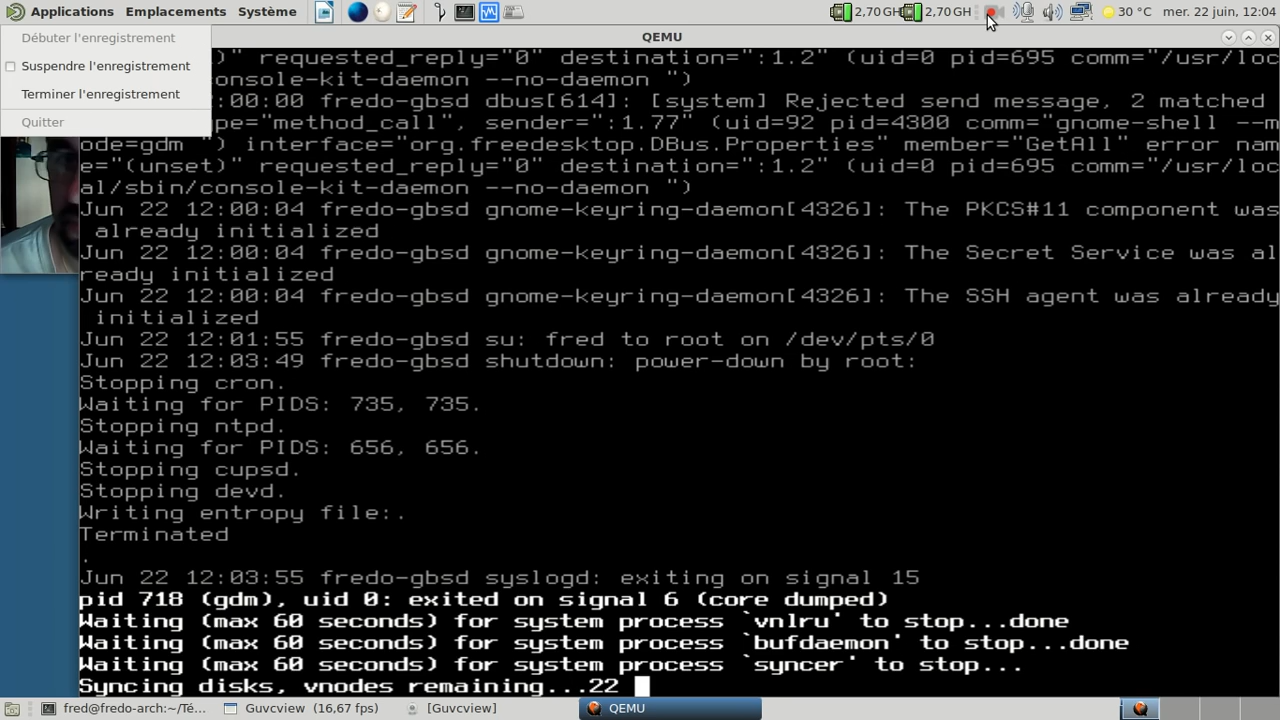 Applications Emplacements Système 2,70 GH 2,70 GH 30 °C mer. 22 juin, 12:04
QEMU
Débuter l'enregistrement
Suspendre l'enregistrement
Terminer l'enregistrement
Quitter
)" requested_reply="0" destination=":1.2" (uid=0 pid=695 comm="/usr/loc
onsole-kit-daemon --no-daemon ")
:00:00 fredo-gbsd dbus[614]: [system] Rejected send message, 2 matched
ype="method_call", sender=":1.77" (uid=92 pid=4300 comm="gnome-shell --m
ode=gdm ") interface="org.freedesktop.DBus.Properties" member="GetAll" error nam
e="(unset)" requested_reply="0" destination=":1.2" (uid=0 pid=695 comm="/usr/loc
al/sbin/console-kit-daemon --no-daemon ")
Jun 22 12:00:04 fredo-gbsd gnome-keyring-daemon[4326]: The PKCS#11 component was
already initialized
Jun 22 12:00:04 fredo-gbsd gnome-keyring-daemon[4326]: The Secret Service was al
ready initialized
Jun 22 12:00:04 fredo-gbsd gnome-keyring-daemon[4326]: The SSH agent was already
initialized
Jun 22 12:01:55 fredo-gbsd su: fred to root on /dev/pts/0
Jun 22 12:03:49 fredo-gbsd shutdown: power-down by root:
Stopping cron.
Waiting for PIDS: 735, 735.
Stopping ntpd.
Waiting for PIDS: 656, 656.
Stopping cupsd.
Stopping devd.
Writing entropy file:.
Terminated
.
Jun 22 12:03:55 fredo-gbsd syslogd: exiting on signal 15
pid 718 (gdm), uid 0: exited on signal 6 (core dumped)
Waiting (max 60 seconds) for system process `vnlru' to stop...done
Waiting (max 60 seconds) for system process `bufdaemon' to stop...done
Waiting (max 60 seconds) for system process `syncer' to stop...
Syncing disks, vnodes remaining...22
fred@fredo-arch:~/Té... Guvcview (16,67 fps) [Guvcview] QEMU